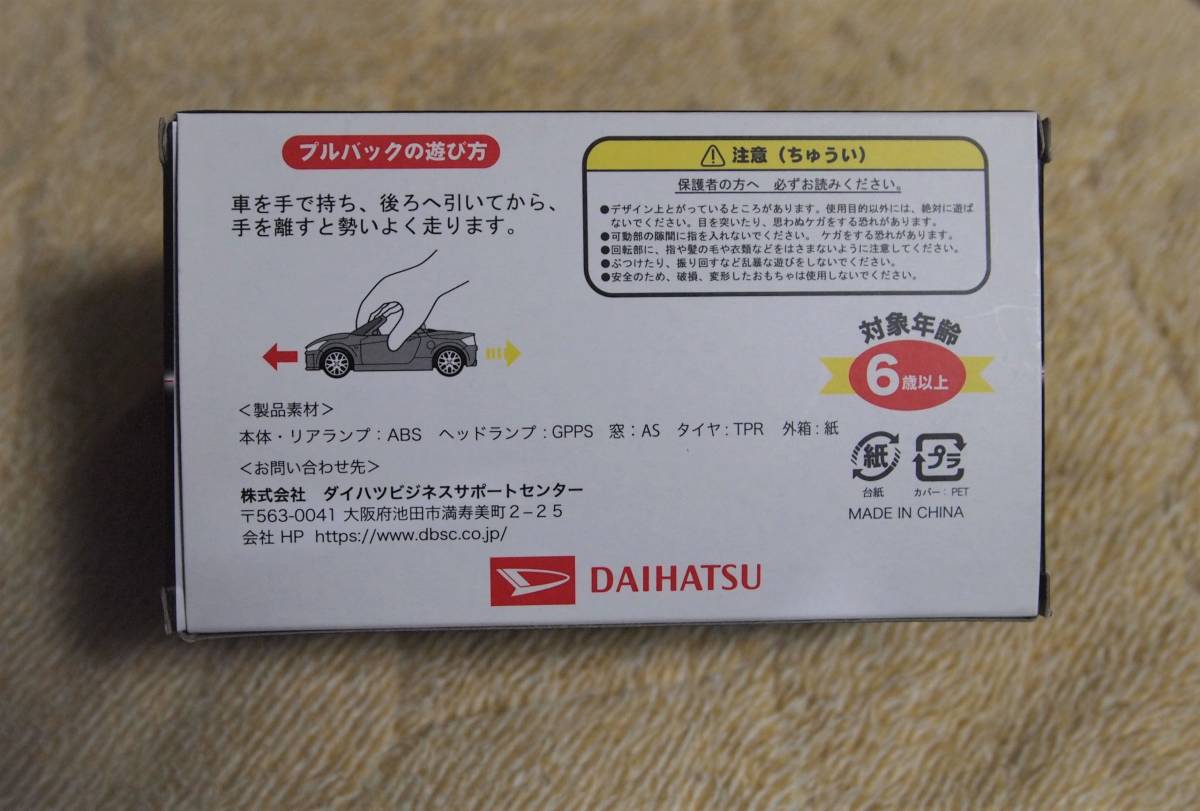 プルバックの遊び方
車を手で持ち、後ろへ引いてから、
手を離すと勢いよく走ります。
注意（ちゅうい）
保護者の方へ　必ずお読みください。
●デザイン上とがっているところがあります。使用目的以外には、絶対に遊ば
ないでください。目を突いたり、思わぬケガをする恐れがあります。
●可動部の隙間に指を入れないでください。 ケガをする恐れがあります。
●回転部に、指や髪の毛や衣類などをはさまないように注意してください。
●ぶつけたり、振り回すなど乱暴な遊びをしないでください。
●安全のため、破損、変形したおもちゃは使用しないでください。
対象年齢
6歳以上
＜製品素材＞
本体・リアランプ：ABS　ヘッドランプ：GPPS　窓：AS　タイヤ：TPR　外箱：紙
＜お問い合わせ先＞
株式会社　ダイハツビジネスサポートセンター
〒563-0041 大阪府池田市満寿美町２−２５
会社 HP  https://www.dbsc.co.jp/
紙
プラ
台紙
カバー：PET
MADE IN CHINA
DAIHATSU